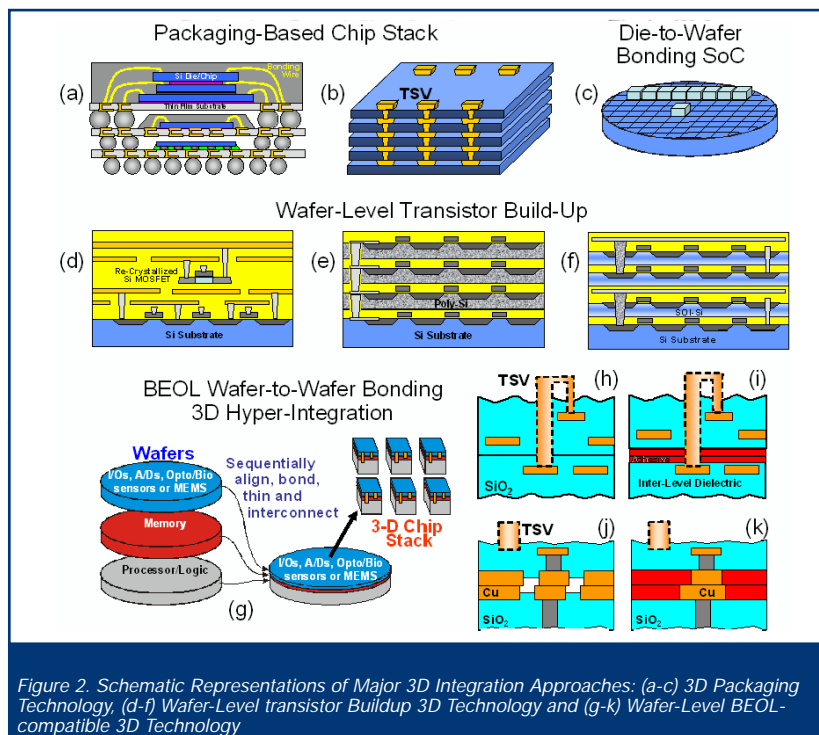 Packaging-Based Chip Stack
Die-to-Wafer
Bonding SoC
(a)
Bonding
Wire
Si Die/Chip
Thin Film Substrate
(b)
TSV
(c)
Wafer-Level Transistor Build-Up
(d)
Re-Crystallized
Si MOSFET
Si Substrate
(e)
Poly-Si
Si Substrate
(f)
SOI-Si
Si Substrate
BEOL Wafer-to-Wafer Bonding
3D Hyper-Integration
Wafers
I/Os, A/Ds, Opto/Bio
sensors or MEMS
Memory
Processor/Logic
Sequentially
align, bond,
thin and
interconnect
3-D Chip
Stack
I/Os, A/Ds, Opto/Bio
sensors or MEMS
(g)
TSV
(h)
SiO2
(i)
Adhesive
Inter-Level Dielectric
TSV
(j)
Cu
SiO2
(k)
Cu
SiO2
Figure 2. Schematic Representations of Major 3D Integration Approaches: (a-c) 3D Packaging
Technology, (d-f) Wafer-Level transistor Buildup 3D Technology and (g-k) Wafer-Level BEOL-
compatible 3D Technology